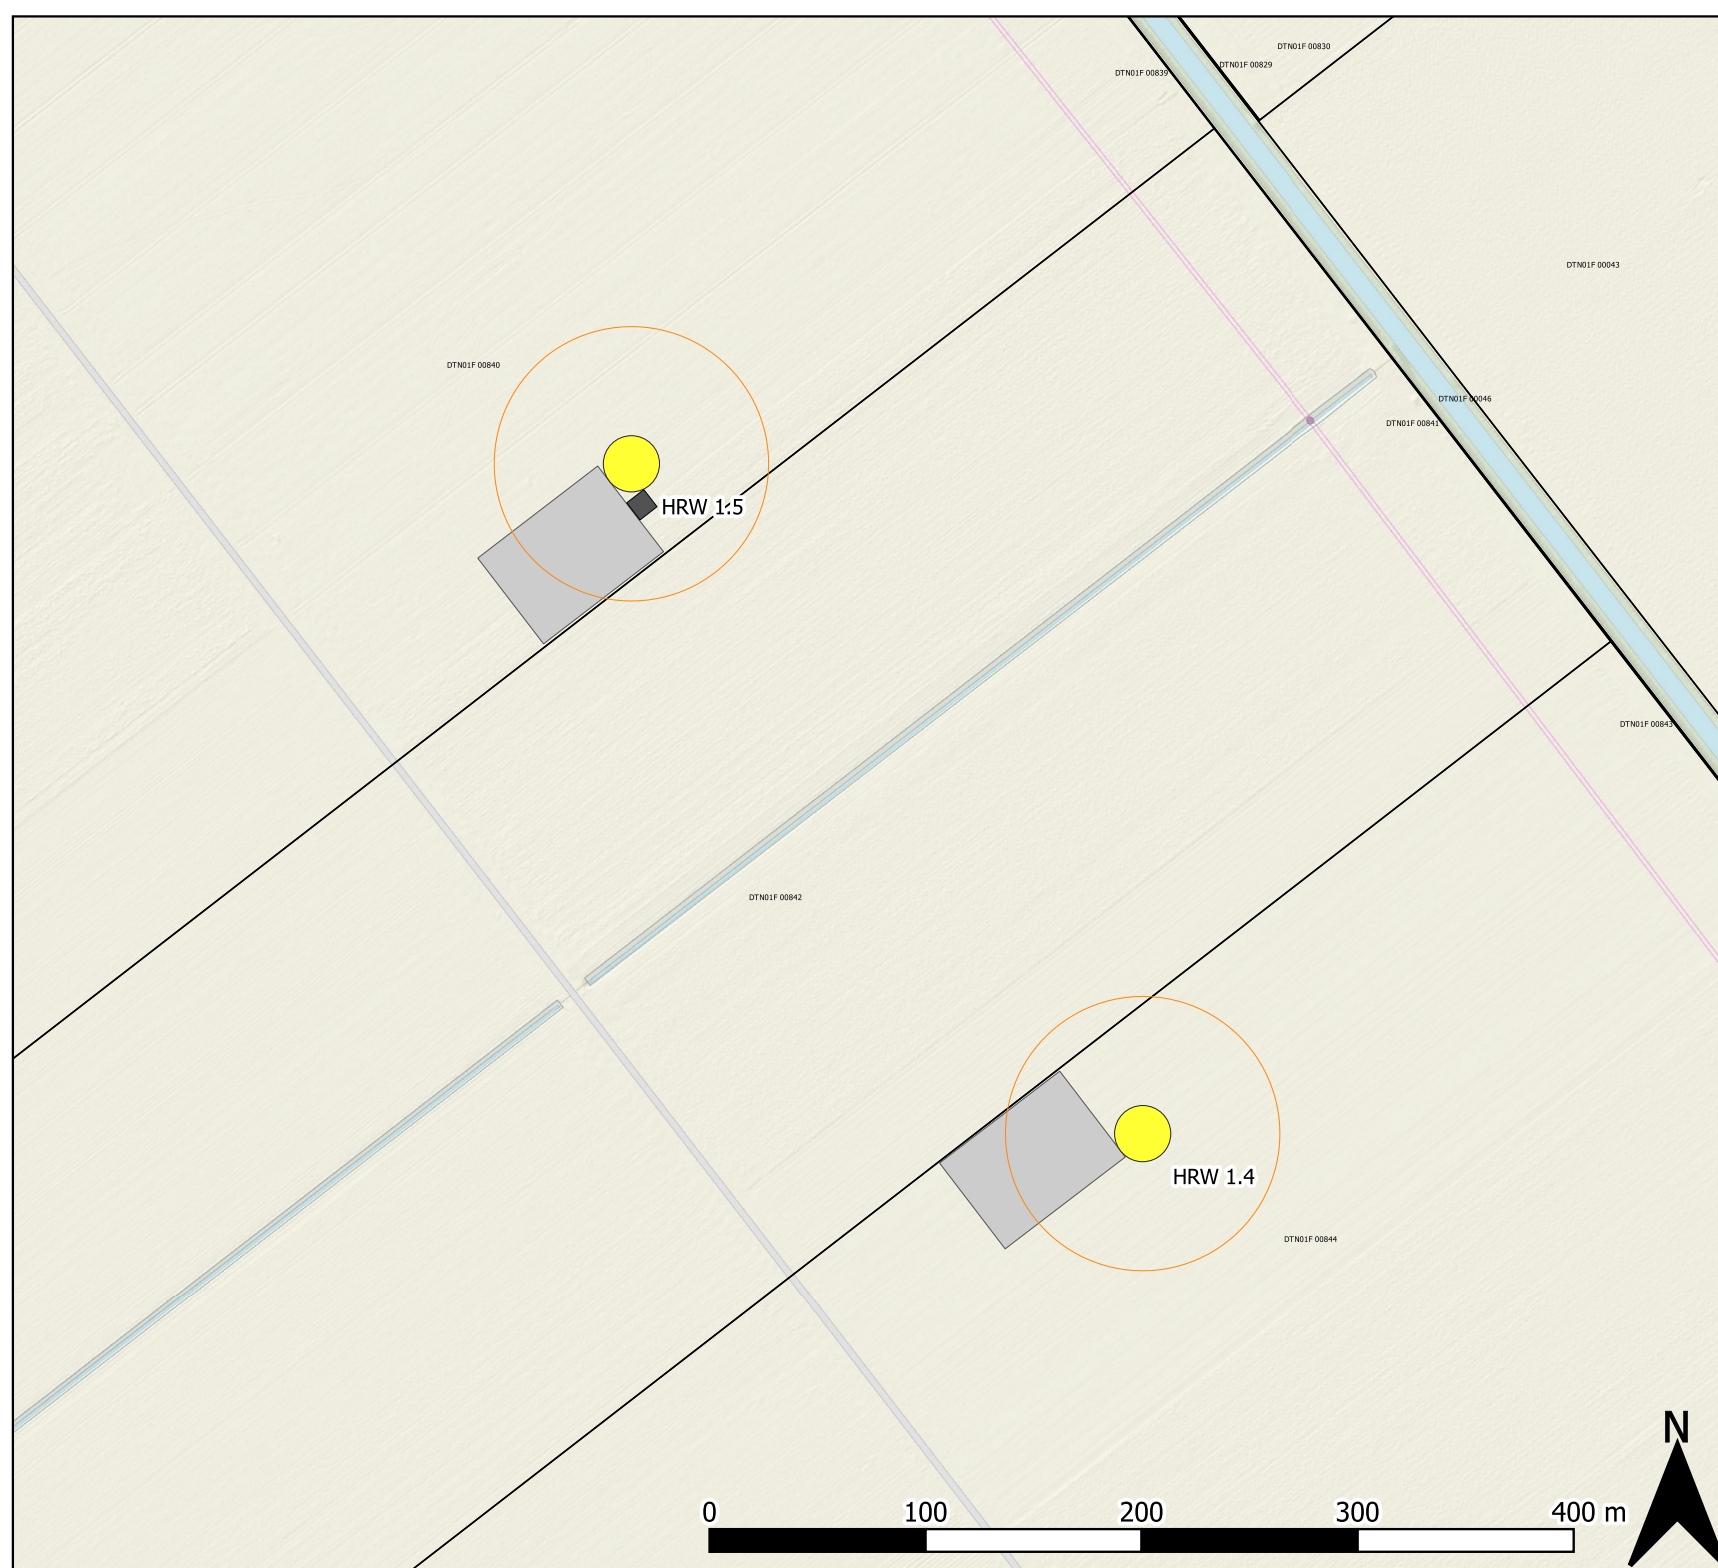 DTN01F 00830
DTN01F 00829
DTN01F 00839
DTN01F 00043
DTN01F 00840
DTN01F 00046
DTN01F 00841
HRW 1.5
DTN01F 00843
DTN01F 00842
HRW 1.4
DTN01F 00844
N
0 100 200 300 400 m